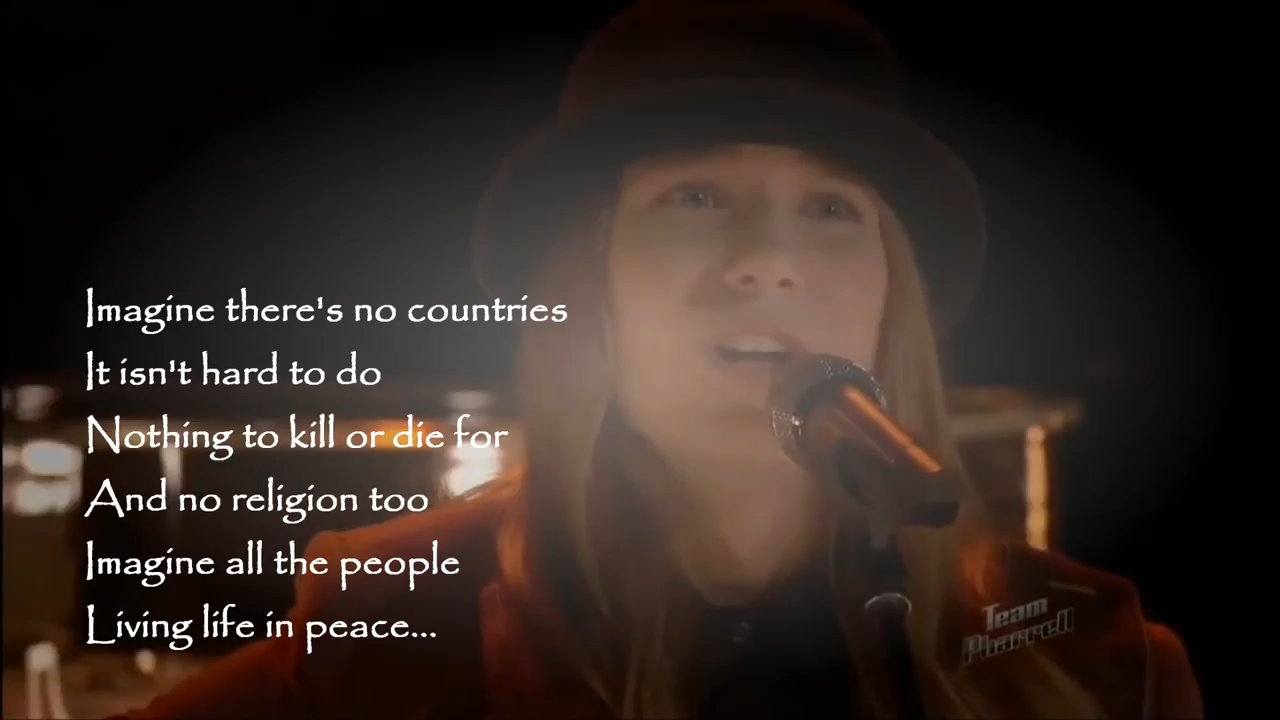 Imagine there's no countries
It isn't hard to do
Nothing to kill or die for
And no religion too
Imagine all the people
Living life in peace...
Team
Pharrell